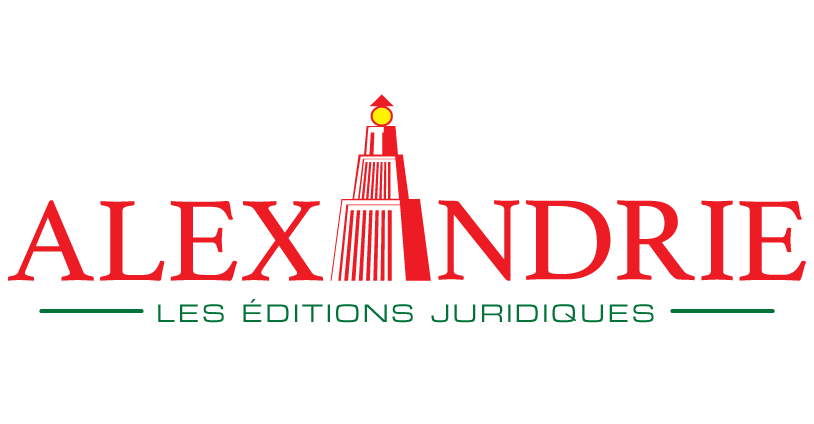 ALEXANDRIE
LES ÉDITIONS JURIDIQUES